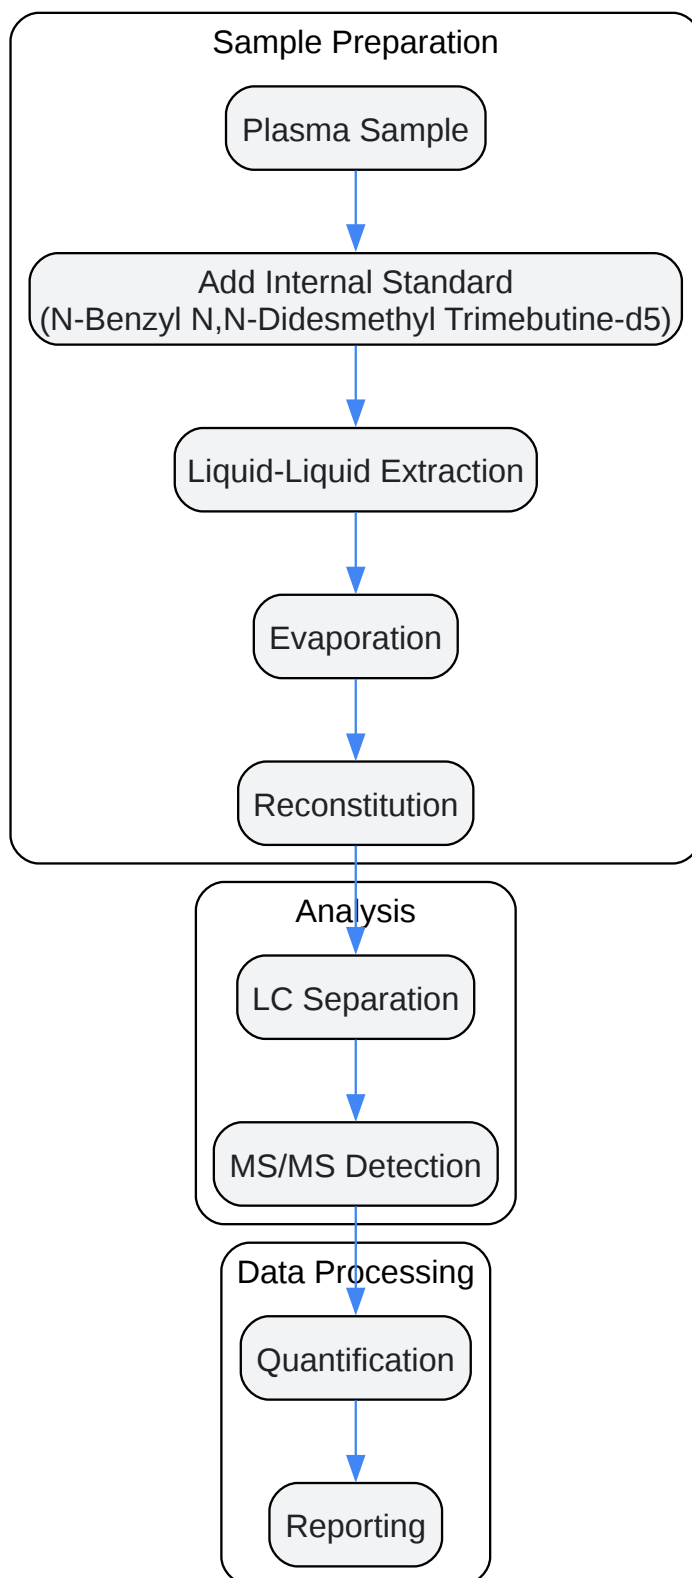 Sample Preparation
Plasma Sample
Add Internal Standard
(N-Benzyl N,N-Didesmethyl Trimebutine-d5)
Liquid-Liquid Extraction
Evaporation
Reconstitution
Analysis
LC Separation
MS/MS Detection
Data Processing
Quantification
Reporting